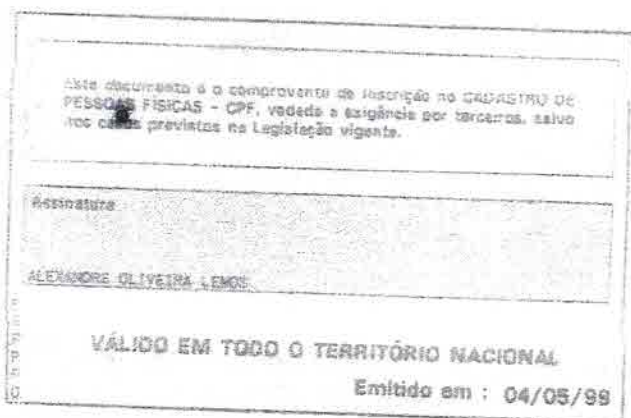 Este documento é o comprovante de inscrição no CADASTRO DE
PESSOAS FÍSICAS - CPF, vedada a exigência por terceiros, salvo
nos casos previstos na Legislação vigente.
Assinatura
ALEXANDRE OLIVEIRA LEMOS
VÁLIDO EM TODO O TERRITÓRIO NACIONAL
Emitido em : 04/05/99